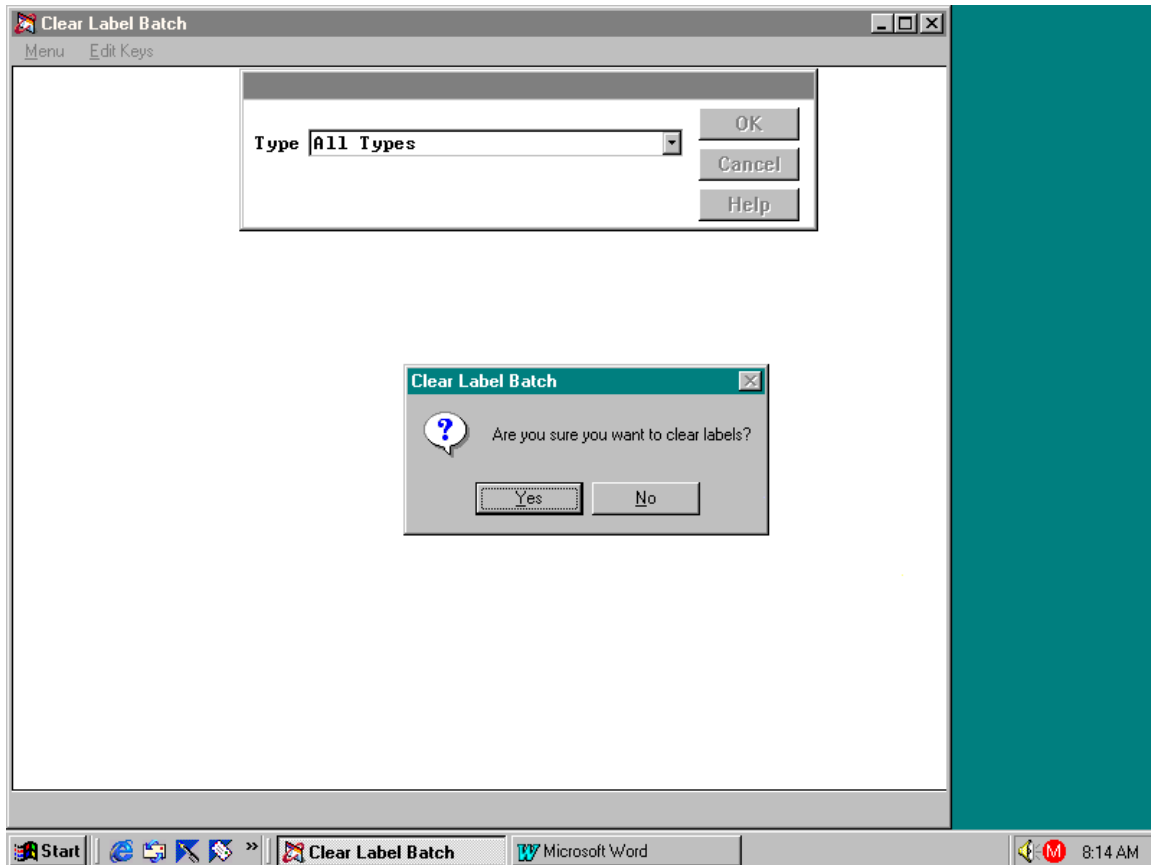 Clear Label Batch
Menu Edit Keys
Type All Types
OK
Cancel
Help
Clear Label Batch
Are you sure you want to clear labels?
Yes No
Start » Clear Label Batch Microsoft Word M 8:14 AM